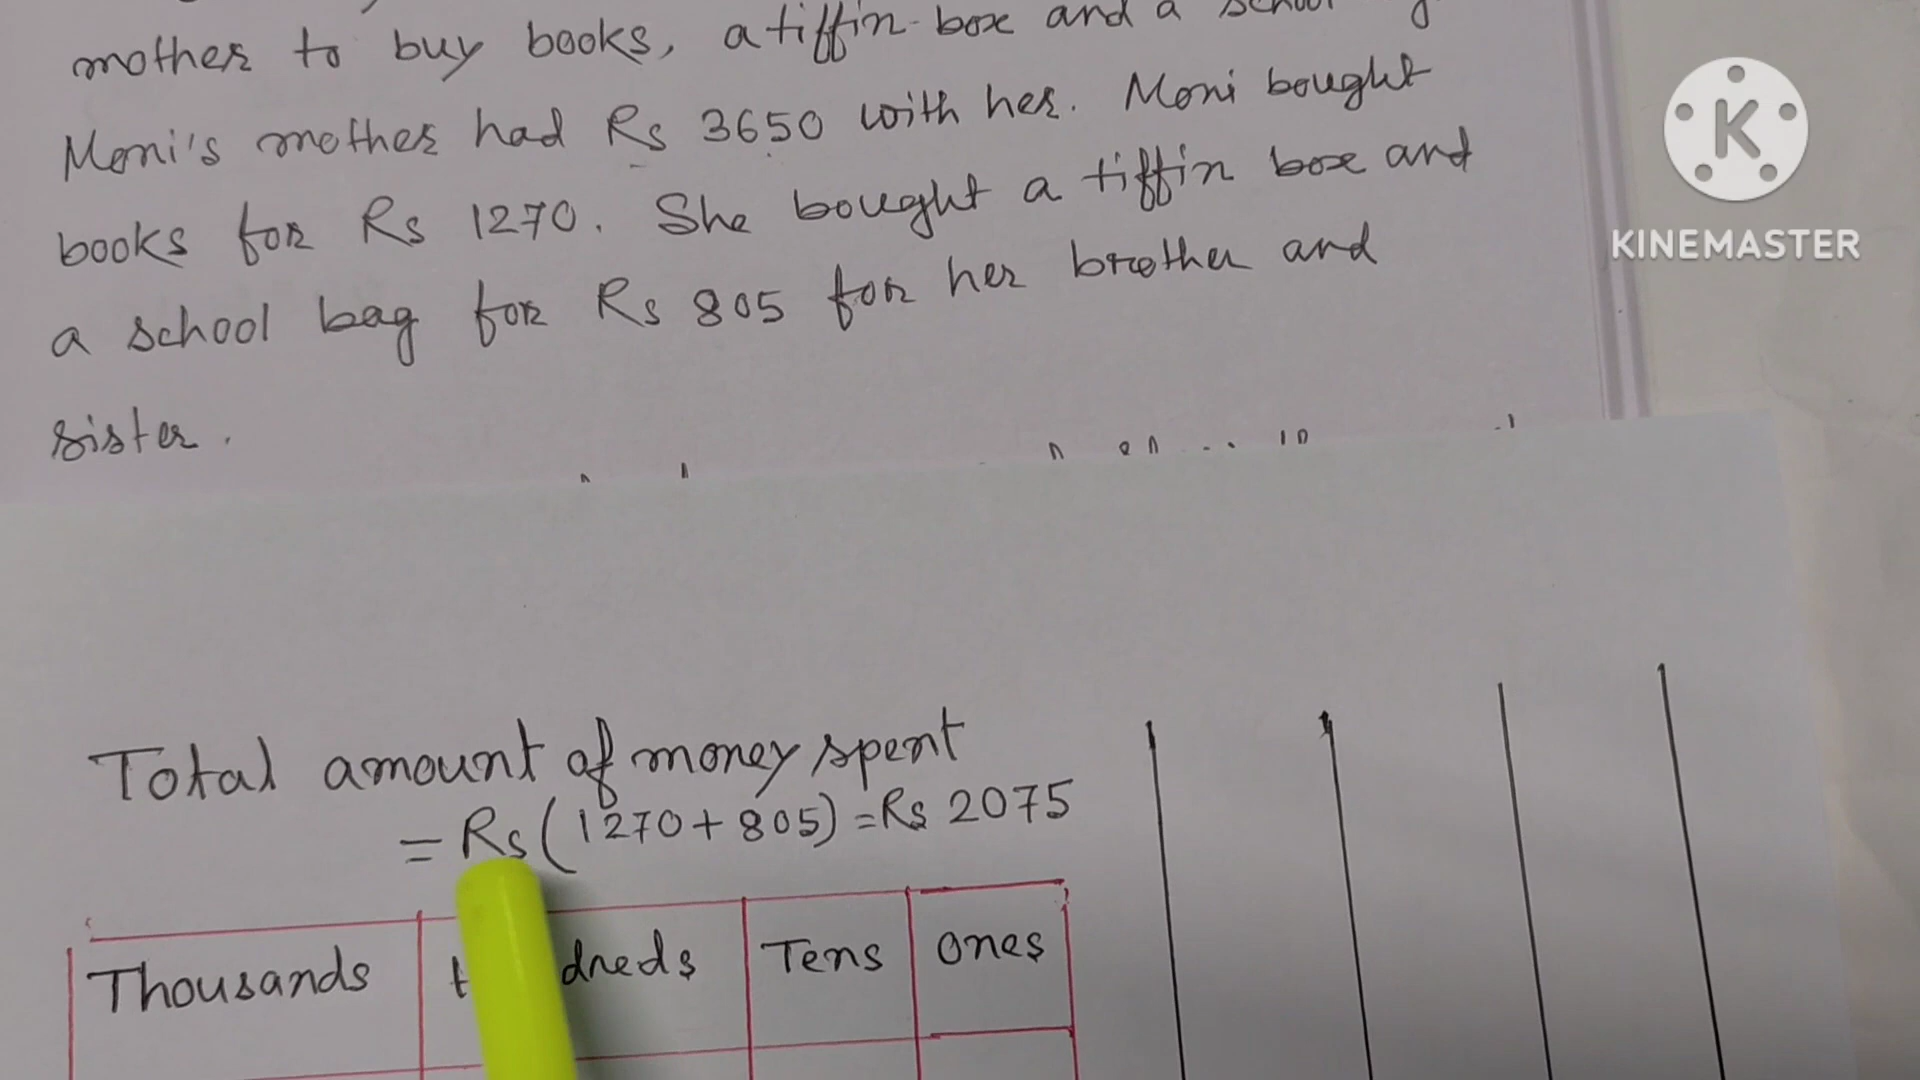 mother to buy books, a tiffin box and a school
Moni's mother had Rs 3650 with her. Moni bought
books for Rs 1270. She bought a tiffin box and
a school bag for Rs 805 for her brother and
sister.
Total amount of money spent
= Rs (1270 + 805) = Rs 2075
Thousands dreds Tens Ones
K
KINEMASTER